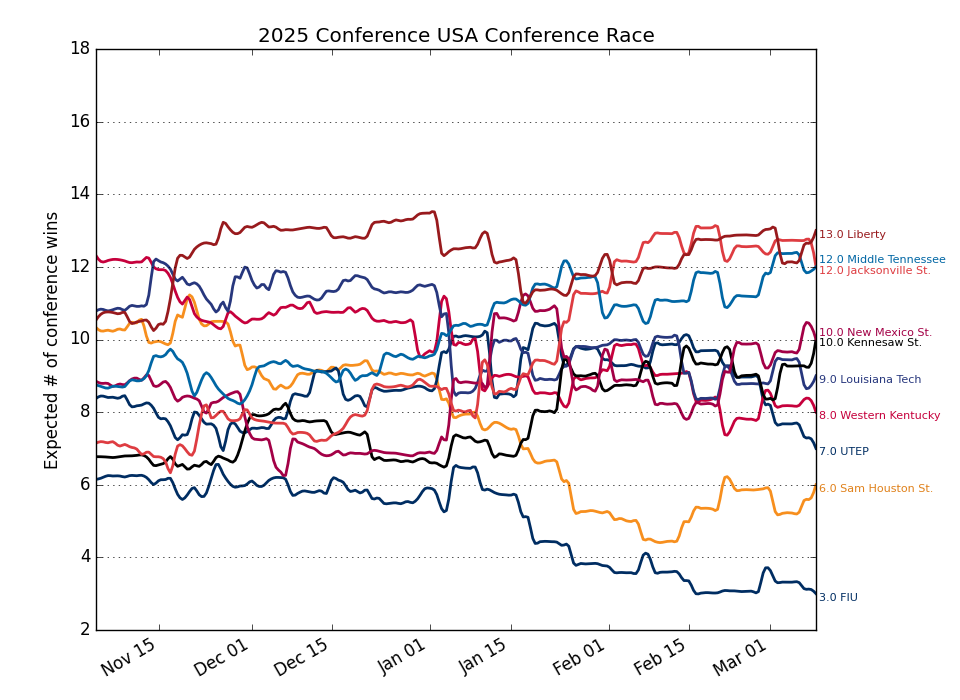 2025 Conference USA Conference Race
Expected # of conference wins
18
16
14
12
10
8
6
4
2
Nov 15
Dec 01
Dec 15
Jan 01
Jan 15
Feb 01
Feb 15
Mar 01
13.0 Liberty
12.0 Middle Tennessee
12.0 Jacksonville St.
10.0 New Mexico St.
10.0 Kennesaw St.
9.0 Louisiana Tech
8.0 Western Kentucky
7.0 UTEP
6.0 Sam Houston St.
3.0 FIU